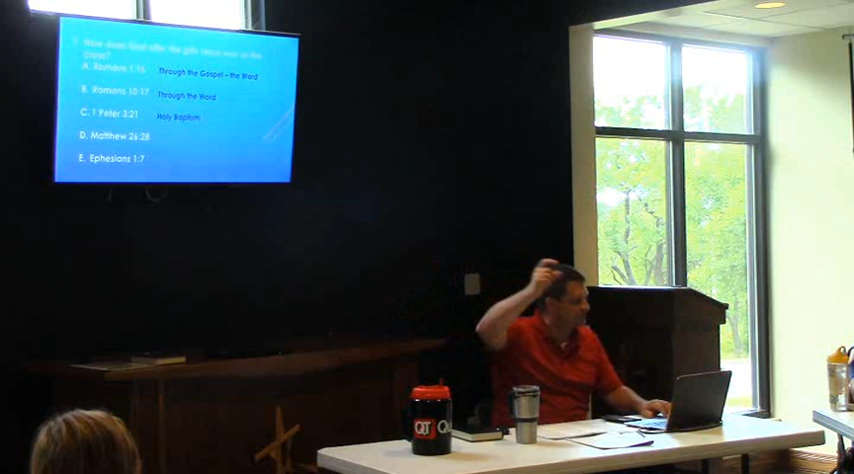 ? How does God offer the gifts Jesus won on the cross?
A. Romans 1:16 Through the Gospel – the Word
B. Romans 10:17 Through the Word
C. 1 Peter 3:21 Holy Baptism
D. Matthew 26:28
E. Ephesians 1:7
QT Qu